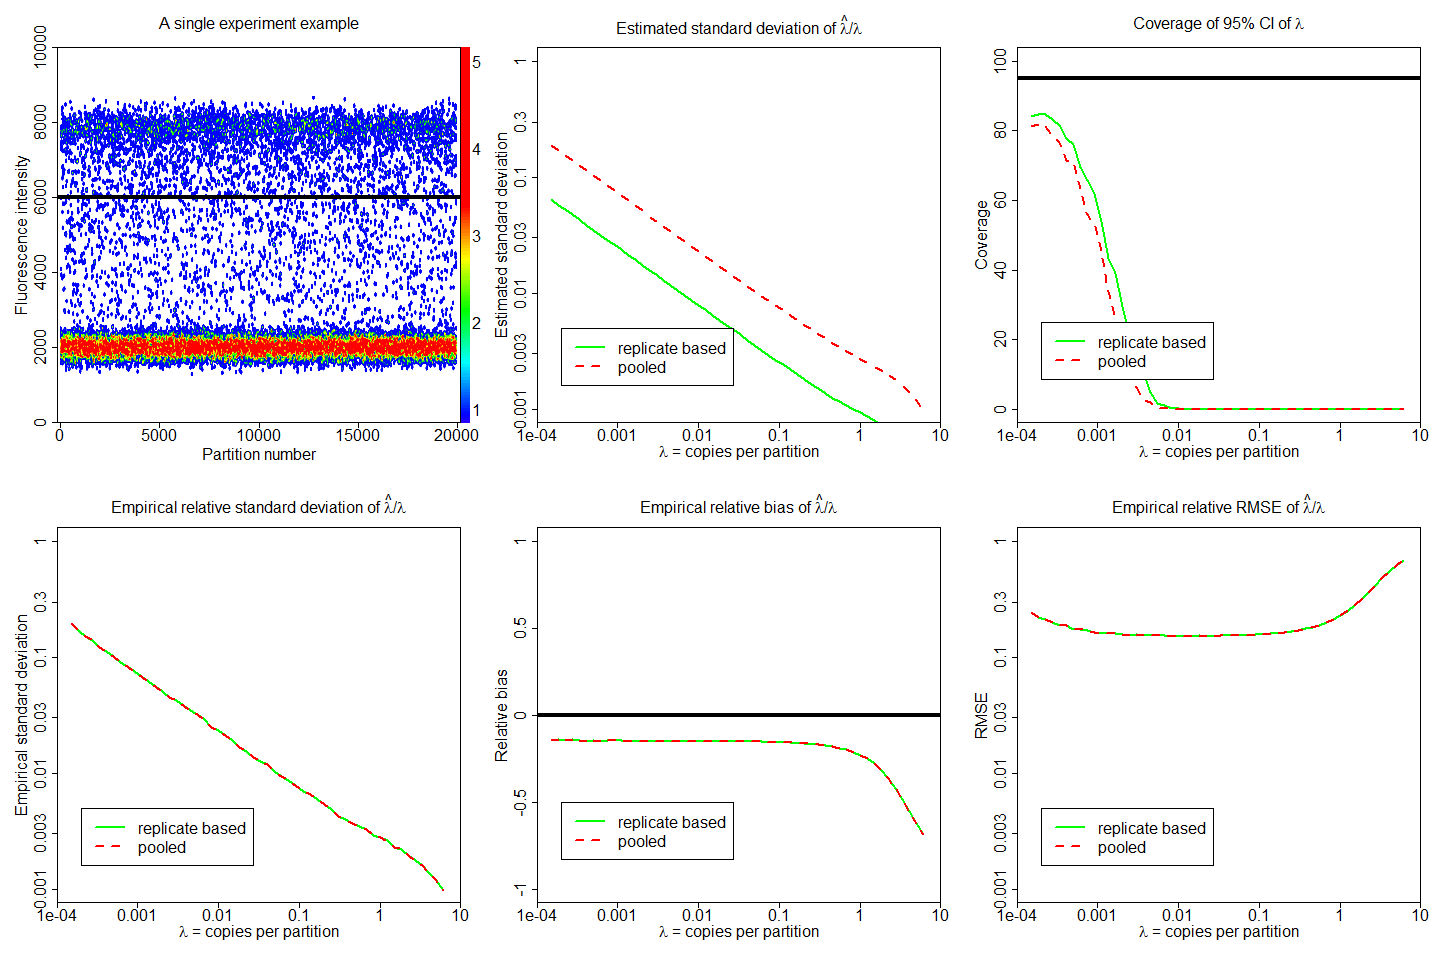 A single experiment example
Fluorescence intensity
10000
8000
6000
4000
2000
0
5
4
3
2
1
0 5000 10000 15000 20000
Partition number
Estimated standard deviation of λ̂/λ
Estimated standard deviation
1
0.3
0.1
0.03
0.01
0.003
0.001
replicate based
pooled
1e-04 0.001 0.01 0.1 1 10
λ = copies per partition
Coverage of 95% CI of λ
Coverage
100
80
60
40
20
0
replicate based
pooled
1e-04 0.001 0.01 0.1 1 10
λ = copies per partition
Empirical relative standard deviation of λ̂/λ
Empirical standard deviation
1
0.3
0.1
0.03
0.01
0.003
0.001
replicate based
pooled
1e-04 0.001 0.01 0.1 1 10
λ = copies per partition
Empirical relative bias of λ̂/λ
Relative bias
1
0.5
0
-0.5
-1
replicate based
pooled
1e-04 0.001 0.01 0.1 1 10
λ = copies per partition
Empirical relative RMSE of λ̂/λ
RMSE
1
0.3
0.1
0.03
0.01
0.003
0.001
replicate based
pooled
1e-04 0.001 0.01 0.1 1 10
λ = copies per partition